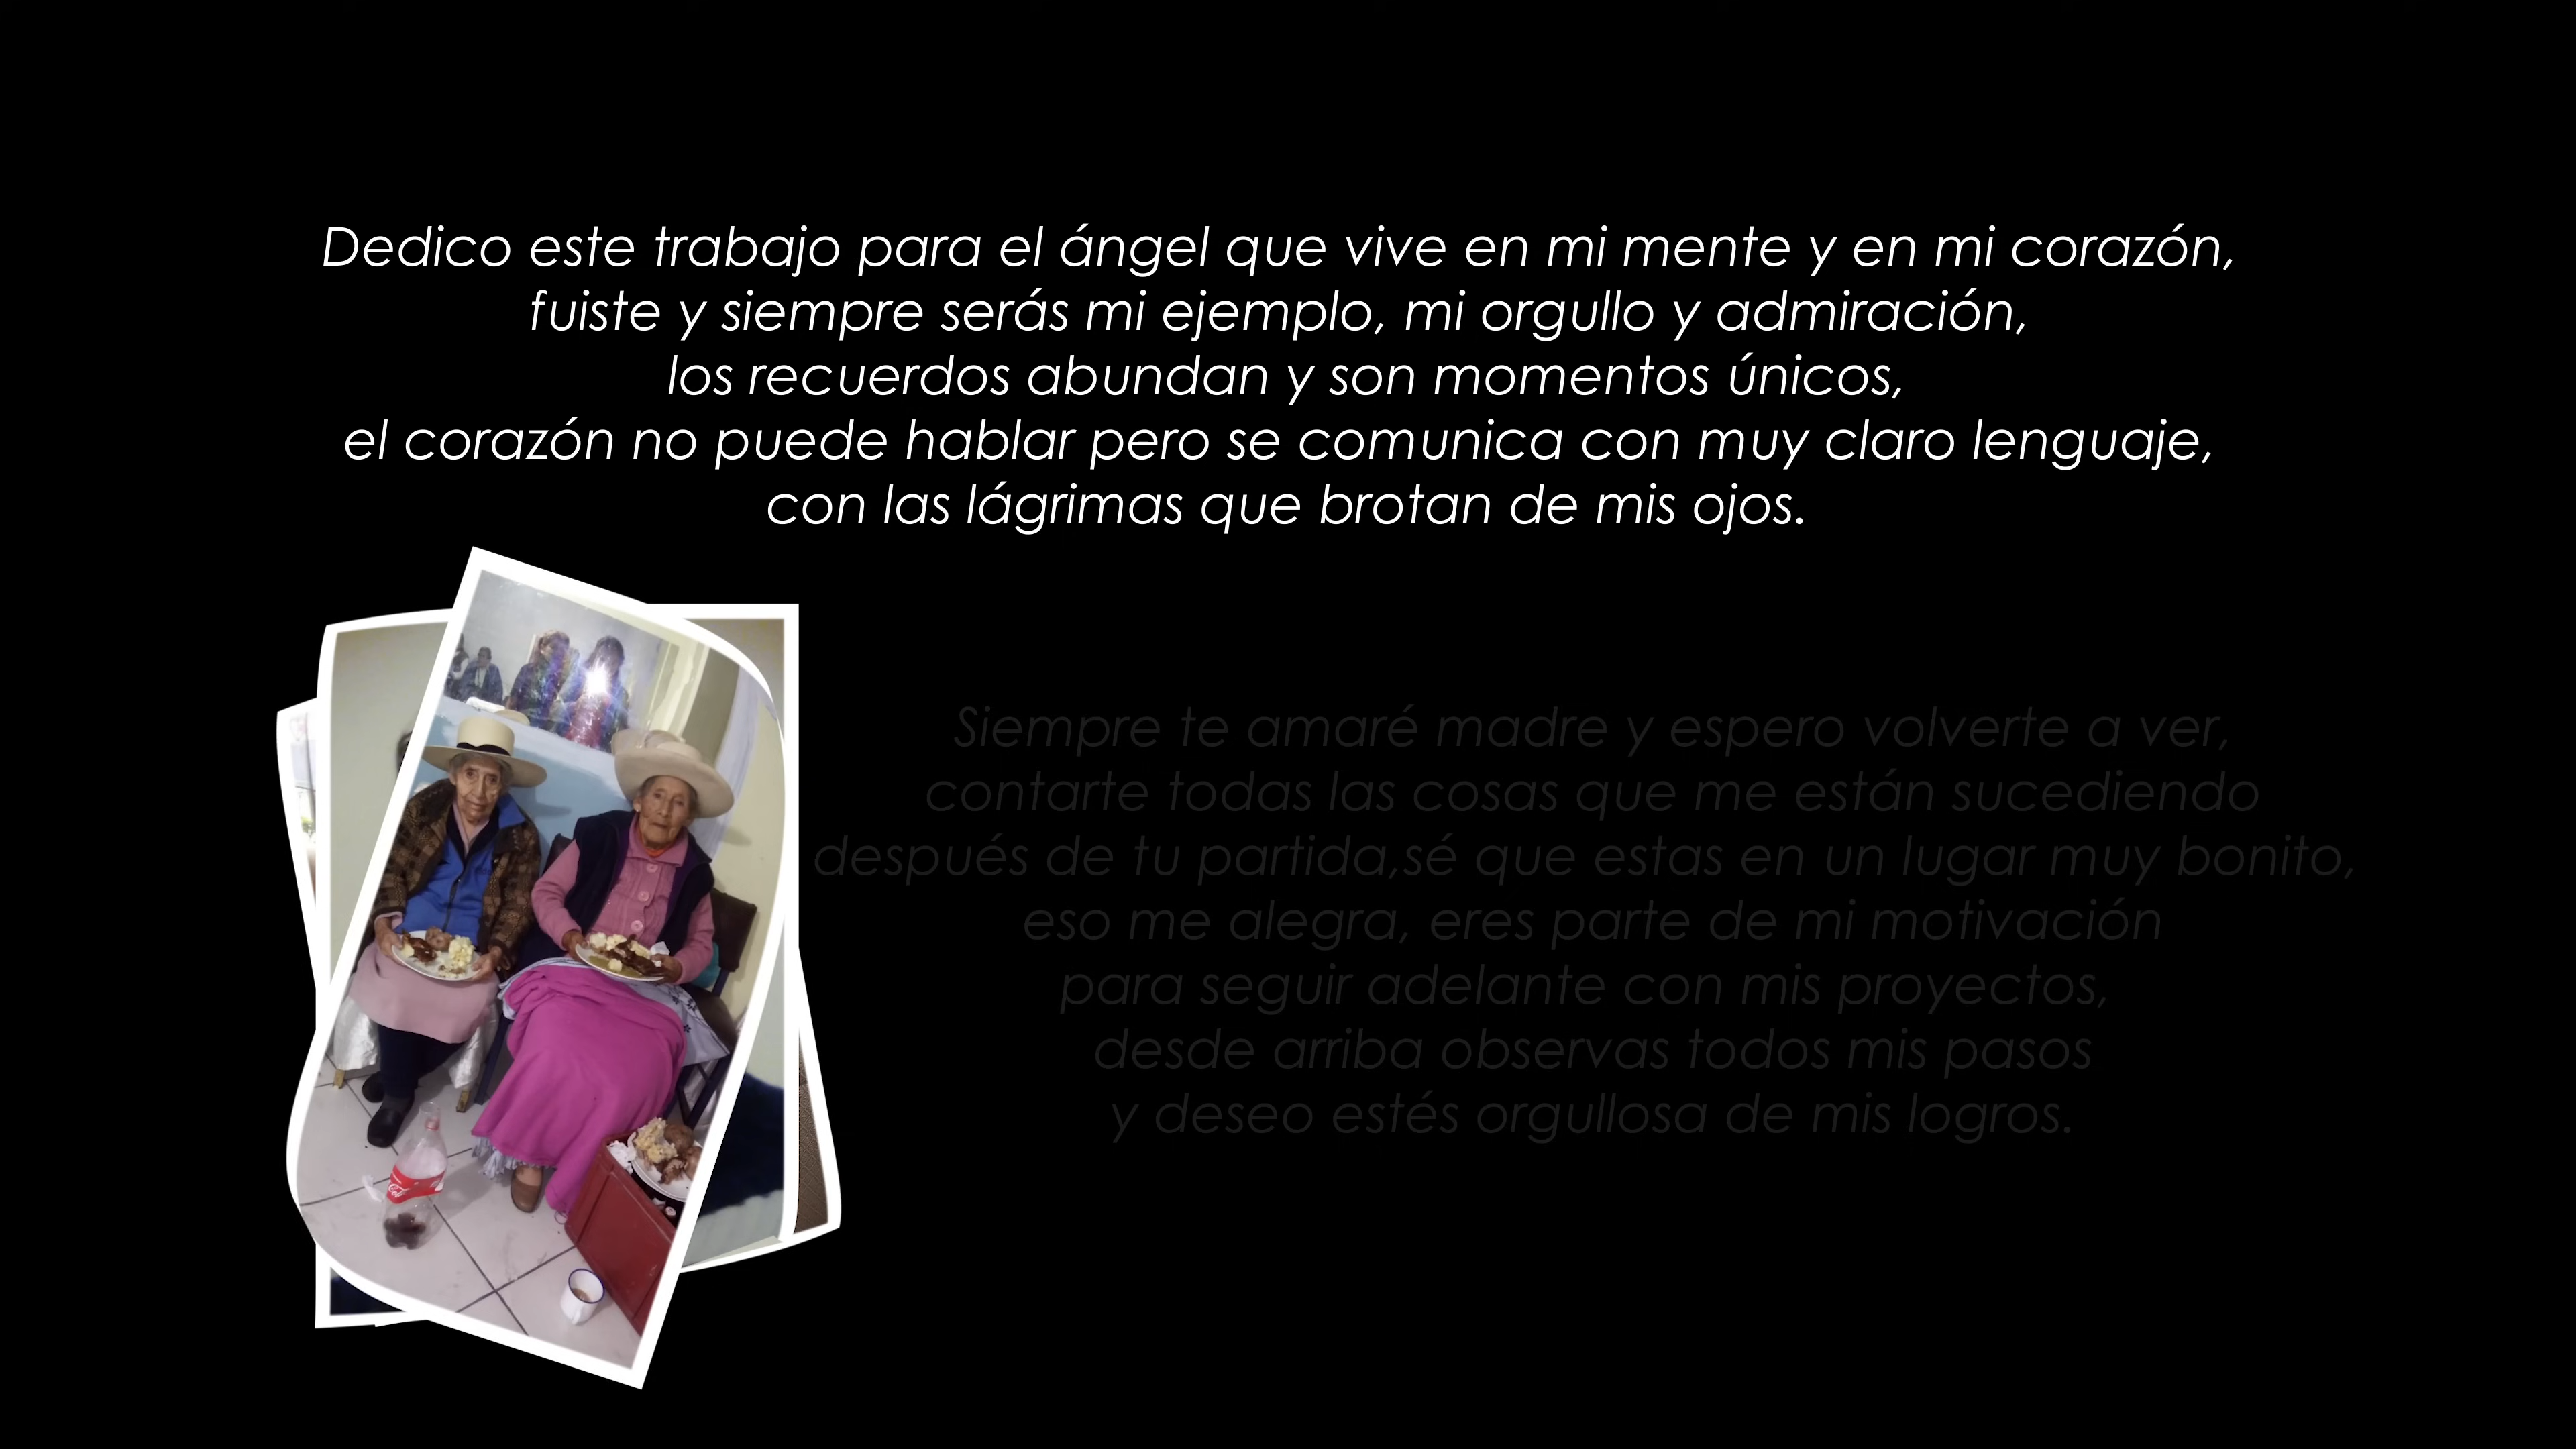 Dedico este trabajo para el ángel que vive en mi mente y en mi corazón,
fuiste y siempre serás mi ejemplo, mi orgullo y admiración,
los recuerdos abundan y son momentos únicos,
el corazón no puede hablar pero se comunica con muy claro lenguaje,
con las lágrimas que brotan de mis ojos.
Siempre te amaré madre y espero volverte a ver,
contarte todas las cosas que me están sucediendo
después de tu partida,sé que estas en un lugar muy bonito,
eso me alegra, eres parte de mi motivación
para seguir adelante con mis proyectos,
desde arriba observas todos mis pasos
y deseo estés orgullosa de mis logros.